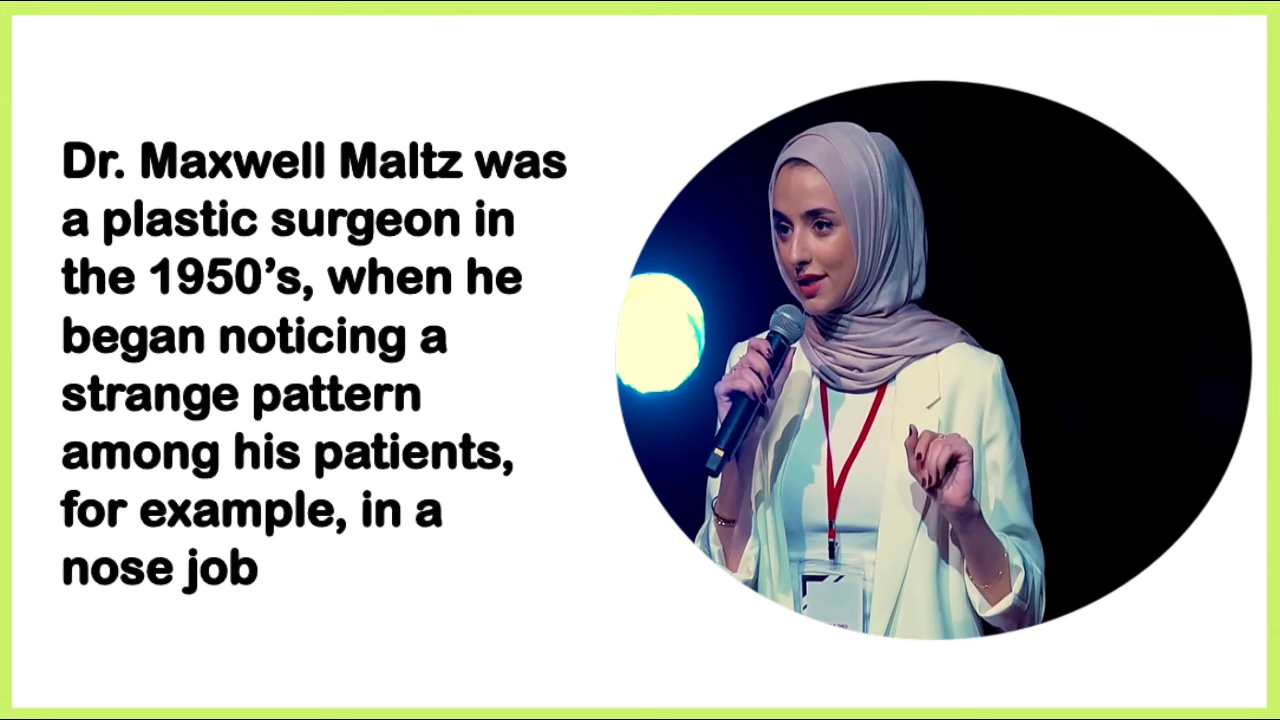 Dr. Maxwell Maltz was
a plastic surgeon in
the 1950’s, when he
began noticing a
strange pattern
among his patients,
for example, in a
nose job